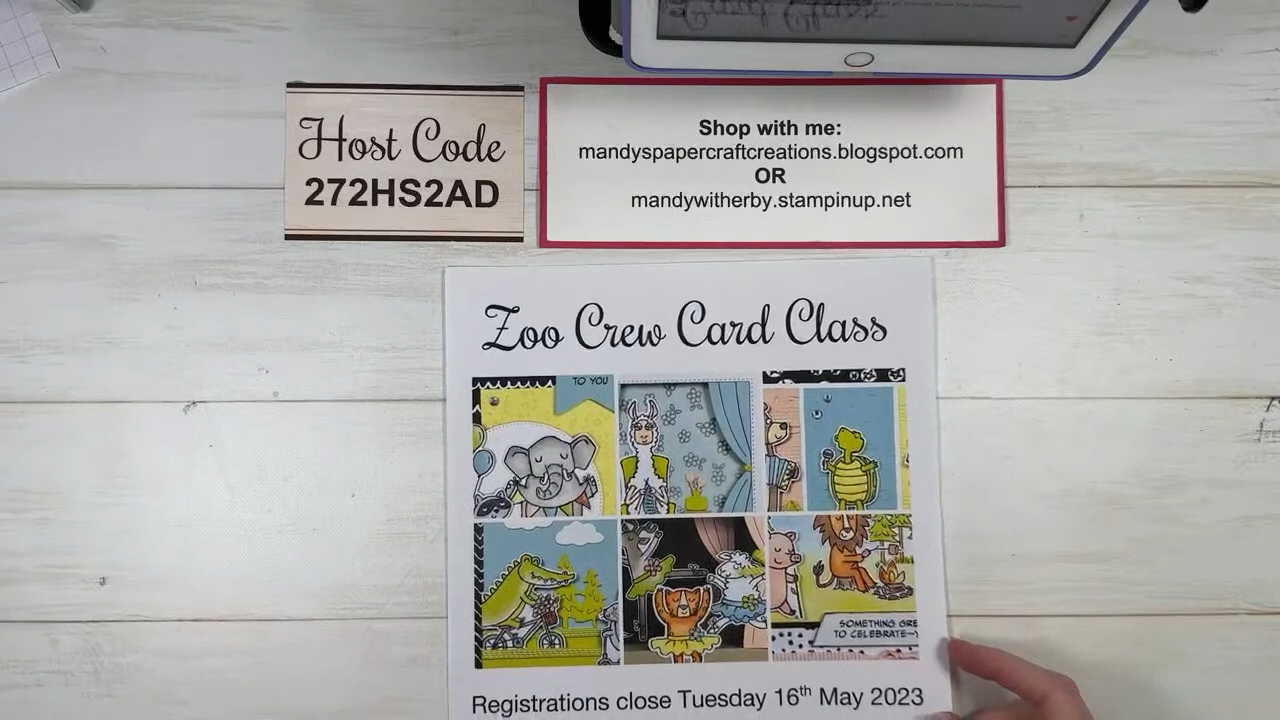 Host Code
272HS2AD
Shop with me:
mandyspapercraftcreations.blogspot.com
OR
mandywitherby.stampinup.net
Zoo Crew Card Class
TO YOU
SOMETHING GRE
TO CELEBRATE—Y
Registrations close Tuesday 16th May 2023